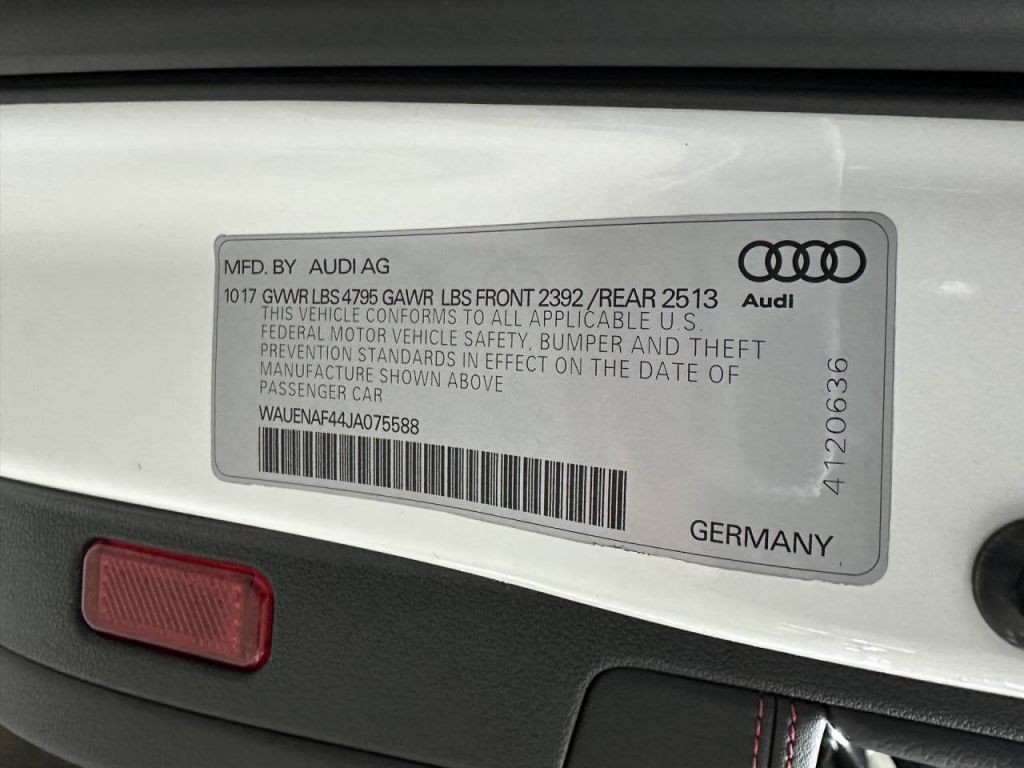 MFD. BY AUDI AG
Audi
10 17 GVWR LBS 4795 GAWR LBS FRONT 2392 /REAR 2513
THIS VEHICLE CONFORMS TO ALL APPLICABLE U.S.
FEDERAL MOTOR VEHICLE SAFETY, BUMPER AND THEFT
PREVENTION STANDARDS IN EFFECT ON THE DATE OF
MANUFACTURE SHOWN ABOVE
PASSENGER CAR
WAUENAF44JA075588
4120636
GERMANY